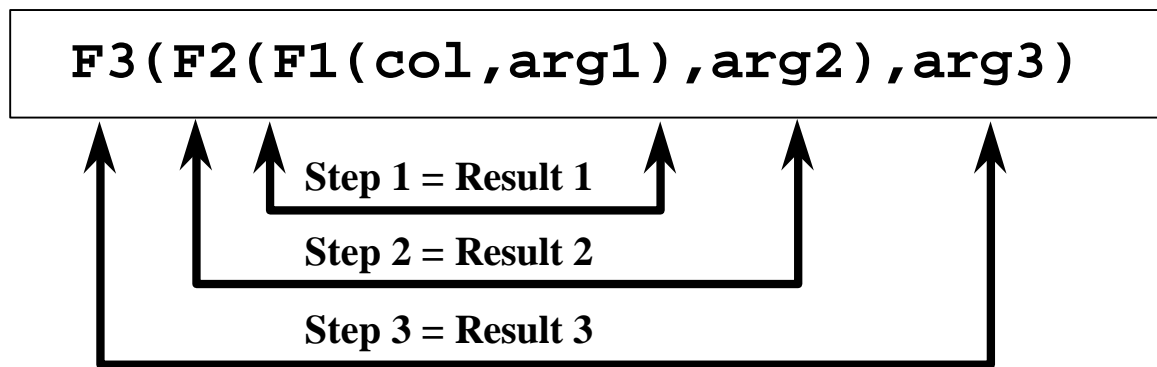 F3(F2(F1(col,arg1),arg2),arg3)
Step 1 = Result 1
Step 2 = Result 2
Step 3 = Result 3